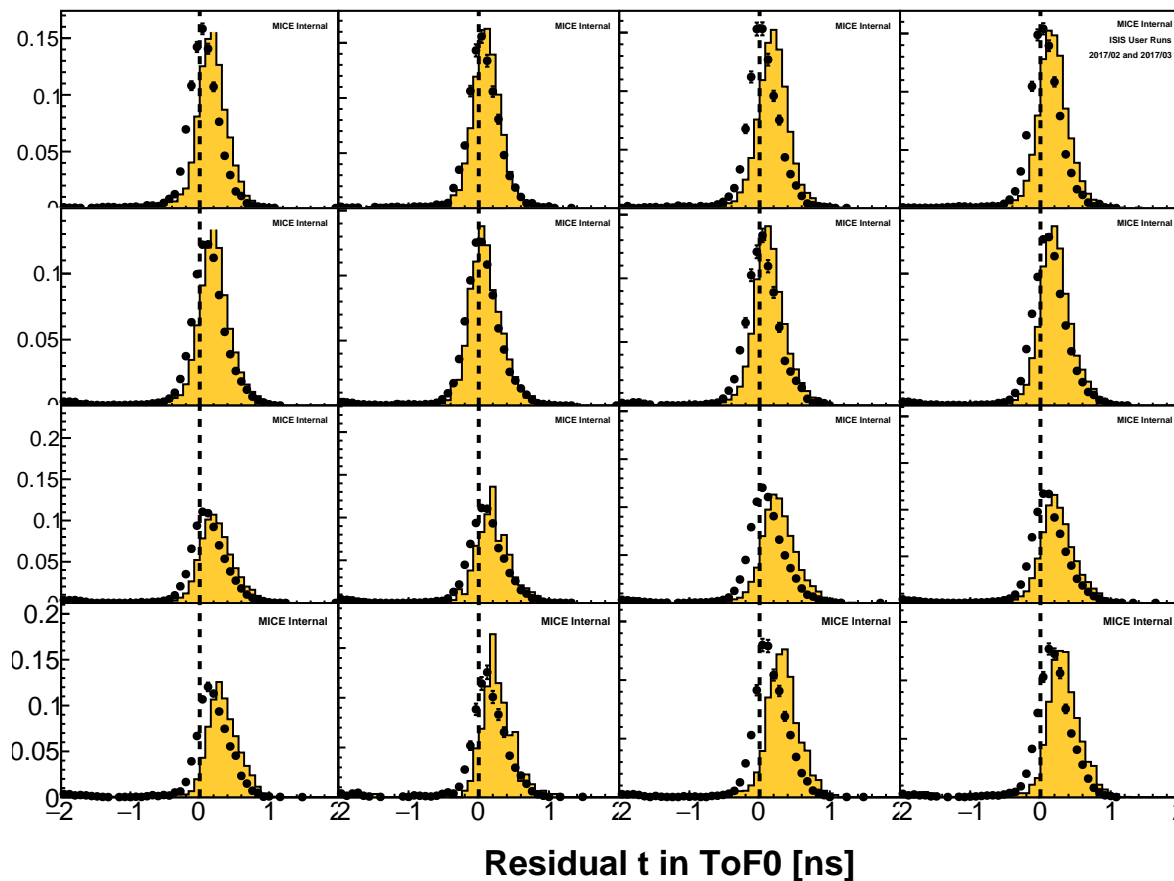 MICE Internal MICE Internal MICE Internal MICE Internal
ISIS User Runs
2017/02 and 2017/03
0.15
0.1
0.05
MICE Internal MICE Internal MICE Internal MICE Internal
0.1
0.05
0
MICE Internal MICE Internal MICE Internal MICE Internal
0.2
0.15
0.1
0.05
0
MICE Internal MICE Internal MICE Internal MICE Internal
0.2
0.15
0.1
0.05
0
−2 −1 0 1 2 −1 0 1 2 −1 0 1 2 −1 0 1 2
Residual t in ToF0 [ns]